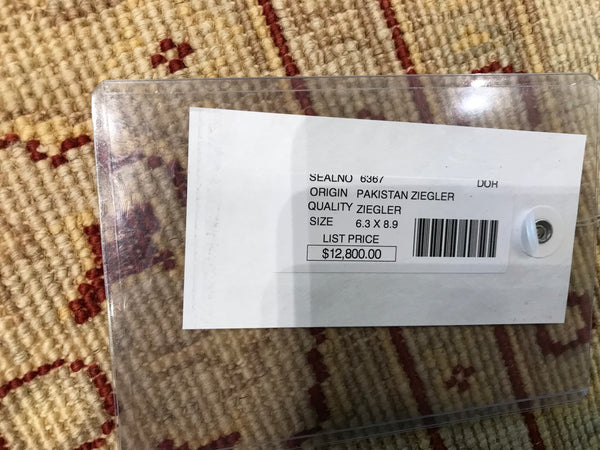 SEALNO 6367 DOR
ORIGIN PAKISTAN ZIEGLER
QUALITY ZIEGLER
SIZE 6.3 X 8.9
LIST PRICE
$12,800.00